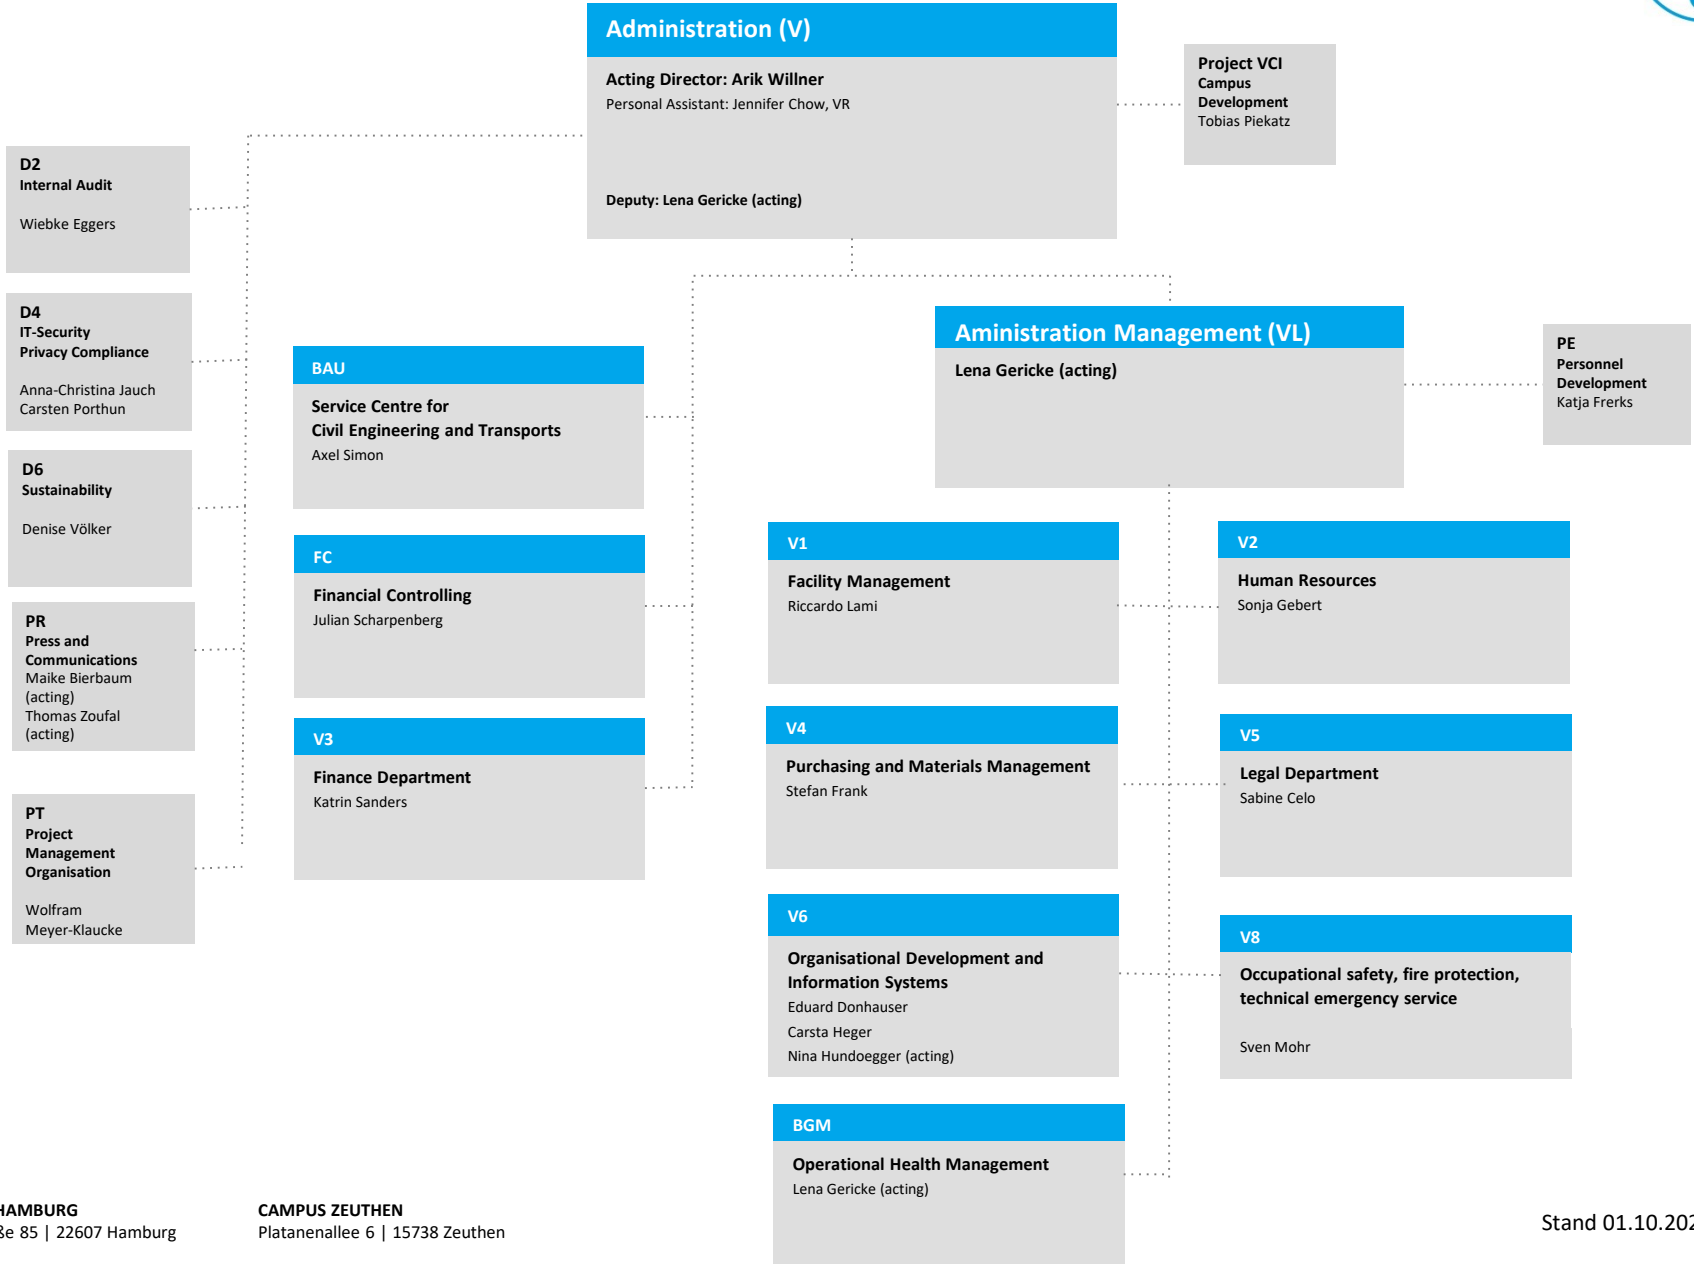 Administration (V)
Acting Director: Arik Willner
Personal Assistant: Jennifer Chow, VR
Deputy: Lena Gericke (acting)
Project VCI
Campus
Development
Tobias Piekatz
D2
Internal Audit
Wiebke Eggers
D4
IT-Security
Privacy Compliance
Anna-Christina Jauch
Carsten Porthun
D6
Sustainability
Denise Völker
PR
Press and
Communications
Maike Bierbaum
(acting)
Thomas Zoufal
(acting)
PT
Project
Management
Organisation
Wolfram
Meyer-Klaucke
BAU
Service Centre for
Civil Engineering and Transports
Axel Simon
FC
Financial Controlling
Julian Scharpenberg
V3
Finance Department
Katrin Sanders
Aministration Management (VL)
Lena Gericke (acting)
PE
Personnel
Development
Katja Frerks
V1
Facility Management
Riccardo Lami
V2
Human Resources
Sonja Gebert
V4
Purchasing and Materials Management
Stefan Frank
V5
Legal Department
Sabine Celo
V6
Organisational Development and
Information Systems
Eduard Donhauser
Carsta Heger
Nina Hundoegger (acting)
V8
Occupational safety, fire protection,
technical emergency service
Sven Mohr
BGM
Operational Health Management
Lena Gericke (acting)
HAMBURG
85 | 22607 Hamburg
CAMPUS ZEUTHEN
Platanenallee 6 | 15738 Zeuthen
Stand 01.10.202